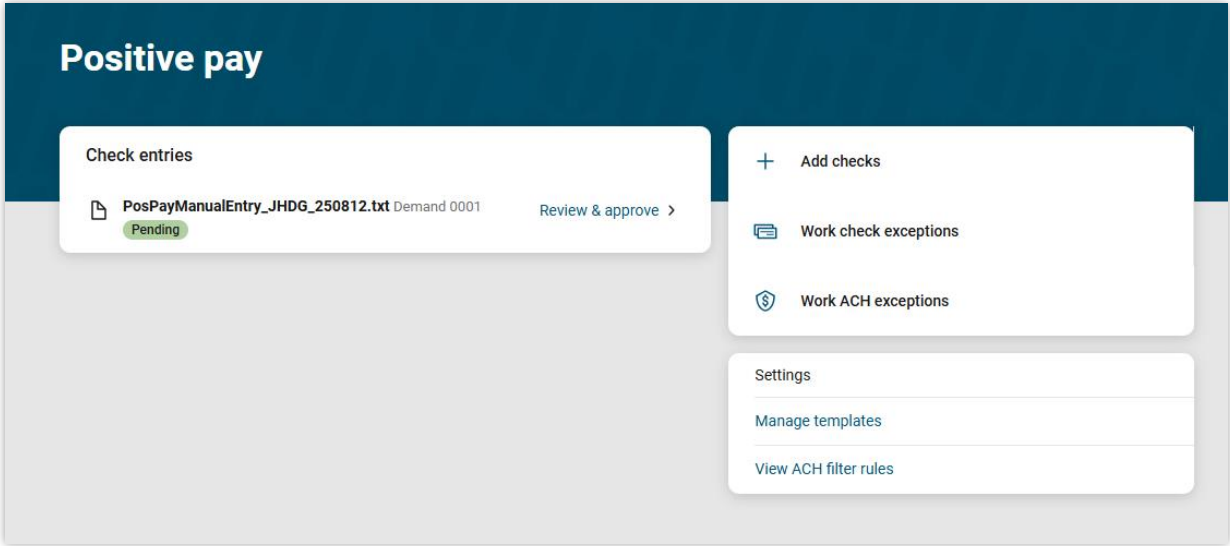 Positive pay
Check entries
PosPayManualEntry_JHDG_250812.txt Demand 0001
Pending
Review & approve
Add checks
Work check exceptions
Work ACH exceptions
Settings
Manage templates
View ACH filter rules